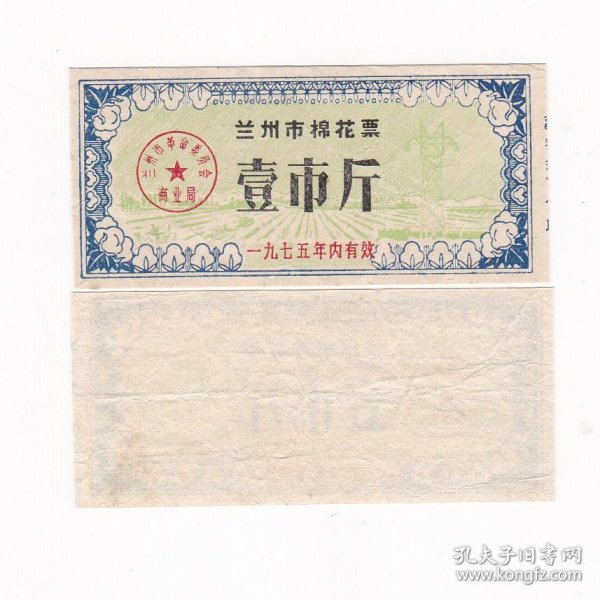 兰州市棉花票
兰州市革命委员会
商业局
壹市斤
一九七五年内有效
孔夫子旧书网
www.kongfz.com